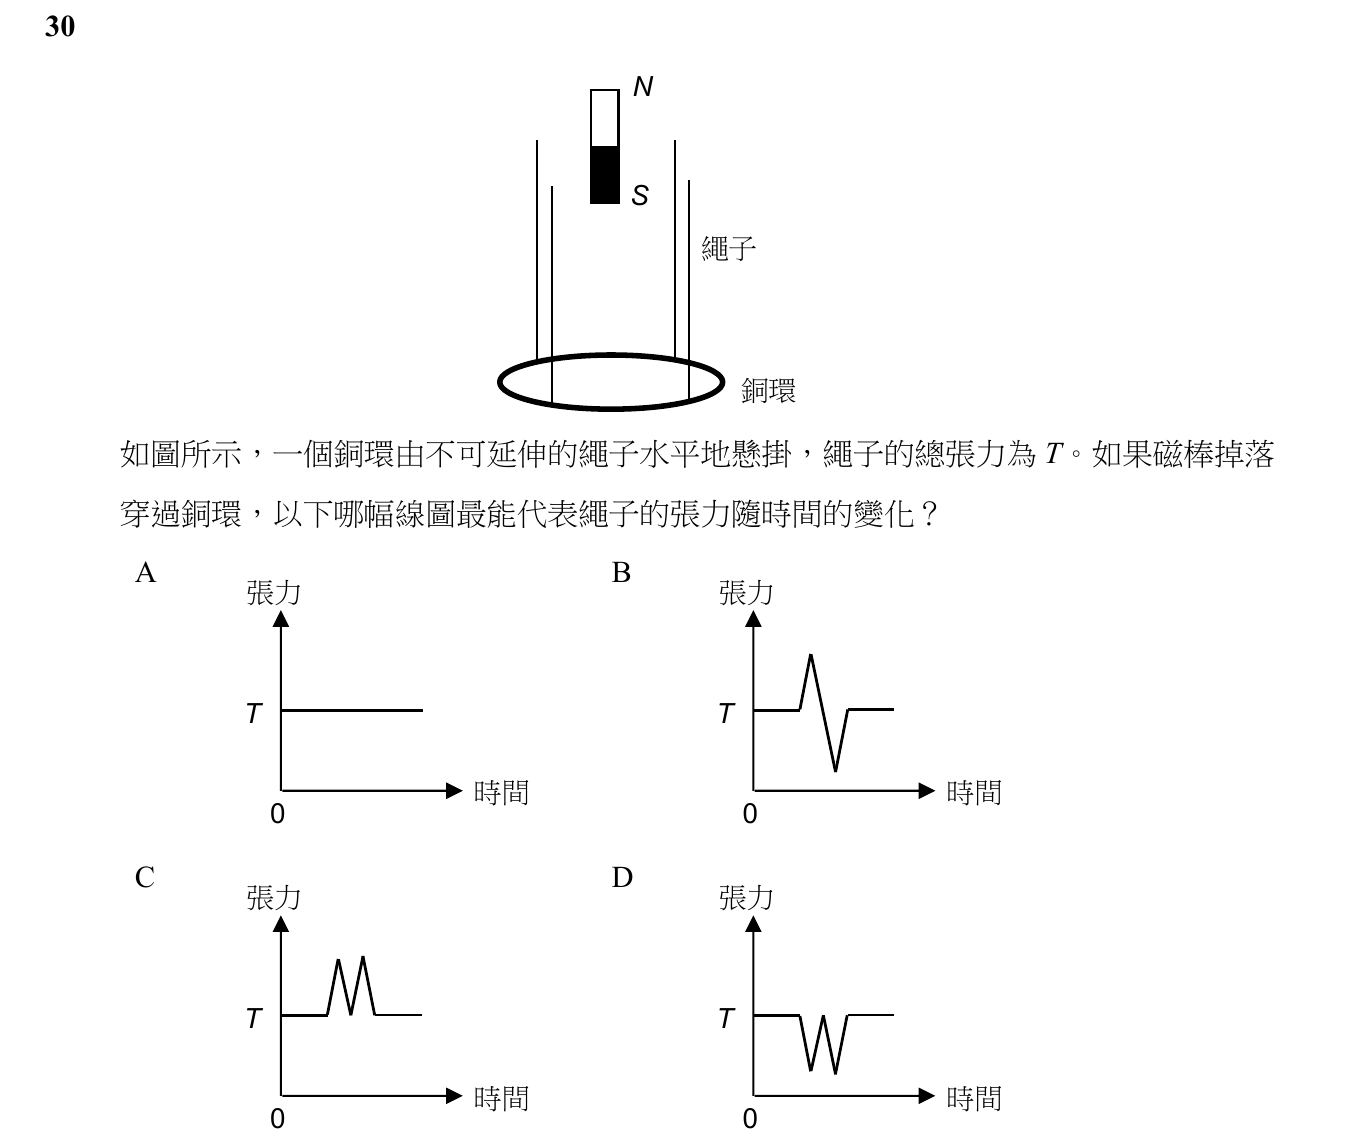 30
N
S
繩子
銅環
如圖所示，一個銅環由不可延伸的繩子水平地懸掛，繩子的總張力為 T。如果磁棒掉落
穿過銅環，以下哪幅線圖最能代表繩子的張力隨時間的變化？
A
張力
T
0
時間
B
張力
T
0
時間
C
張力
T
0
時間
D
張力
T
0
時間